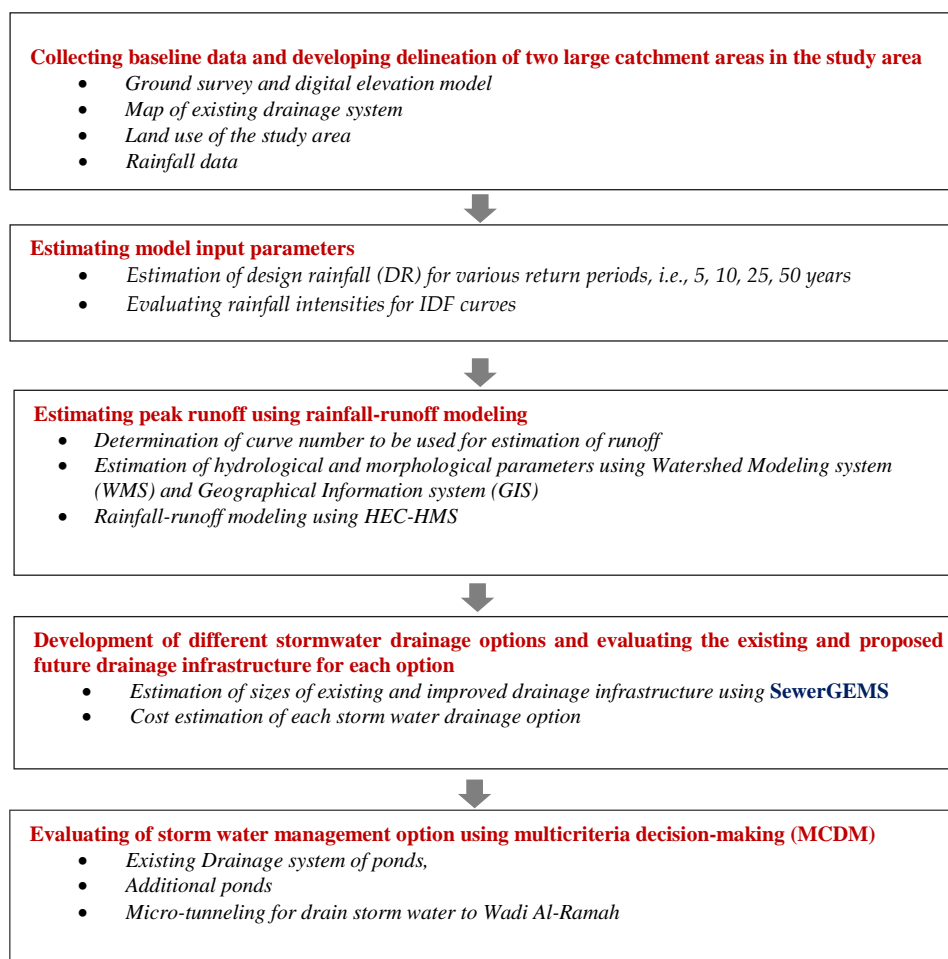 Collecting baseline data and developing delineation of two large catchment areas in the study area
• Ground survey and digital elevation model
• Map of existing drainage system
• Land use of the study area
• Rainfall data
Estimating model input parameters
• Estimation of design rainfall (DR) for various return periods, i.e., 5, 10, 25, 50 years
• Evaluating rainfall intensities for IDF curves
Estimating peak runoff using rainfall-runoff modeling
• Determination of curve number to be used for estimation of runoff
• Estimation of hydrological and morphological parameters using Watershed Modeling system
(WMS) and Geographical Information system (GIS)
• Rainfall-runoff modeling using HEC-HMS
Development of different stormwater drainage options and evaluating the existing and proposed
future drainage infrastructure for each option
• Estimation of sizes of existing and improved drainage infrastructure using SewerGEMS
• Cost estimation of each storm water drainage option
Evaluating of storm water management option using multicriteria decision-making (MCDM)
• Existing Drainage system of ponds,
• Additional ponds
• Micro-tunneling for drain storm water to Wadi Al-Ramah